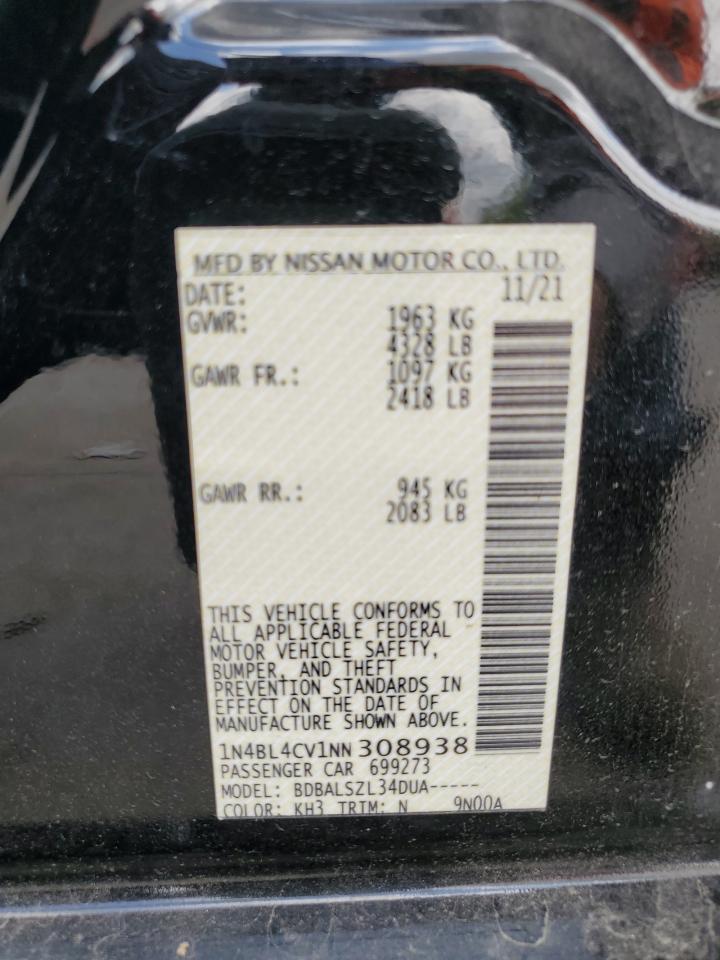 MFD BY NISSAN MOTOR CO., LTD.
DATE: 11/21
GVWR: 1963 KG
4328 LB
GAWR FR.: 1097 KG
2418 LB
GAWR RR.: 945 KG
2083 LB
THIS VEHICLE CONFORMS TO
ALL APPLICABLE FEDERAL
MOTOR VEHICLE SAFETY,
BUMPER, AND THEFT
PREVENTION STANDARDS IN
EFFECT ON THE DATE OF
MANUFACTURE SHOWN ABOVE.
1N4BL4CV1NN308938
PASSENGER CAR 699273
MODEL: BDBALSZL34DUA-----
COLOR: KH3 TRIM: N 9N00A